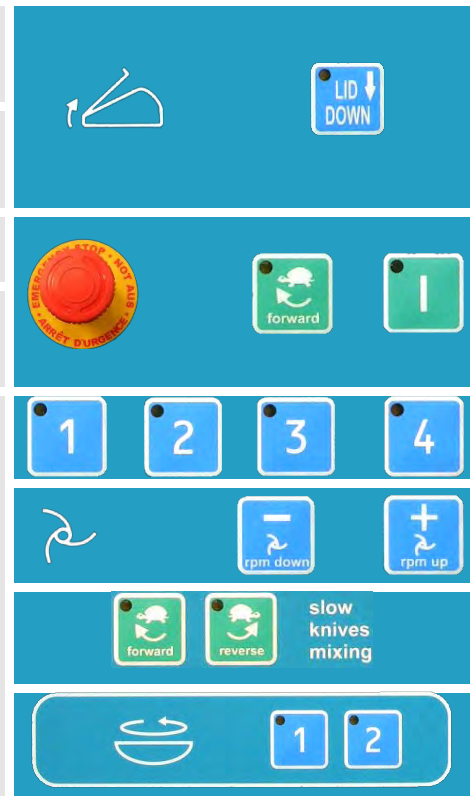 LID
DOWN
EMERGENCY STOP · NOT AUS · ARRÊT D'URGENCE ·
forward
I
1
2
3
4
−
rpm down
+
rpm up
forward
reverse
slow
knives
mixing
1
2